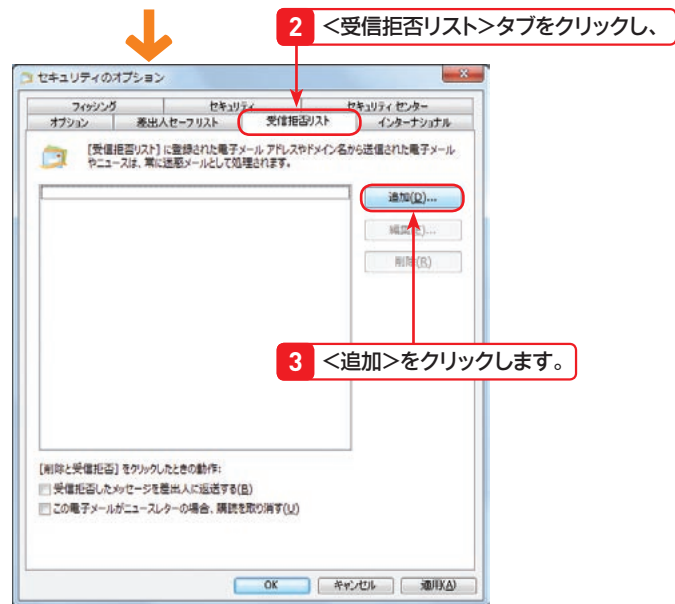 2 <受信拒否リスト>タブをクリックし、
セキュリティのオプション
フィッシング セキュリティ セキュリティ センター
オプション 差出人セーフリスト 受信拒否リスト インターナショナル
[受信拒否リスト] に登録された電子メール アドレスやドメイン名から送信された電子メール
やニュースは、常に迷惑メールとして処理されます。
追加(D)...
編集(E)...
削除(R)
3 <追加>をクリックします。
[削除と受信拒否] をクリックしたときの動作:
受信拒否したメッセージを差出人に返送する(B)
この電子メールがニュースレターの場合、購読を取り消す(U)
OK キャンセル 適用(A)